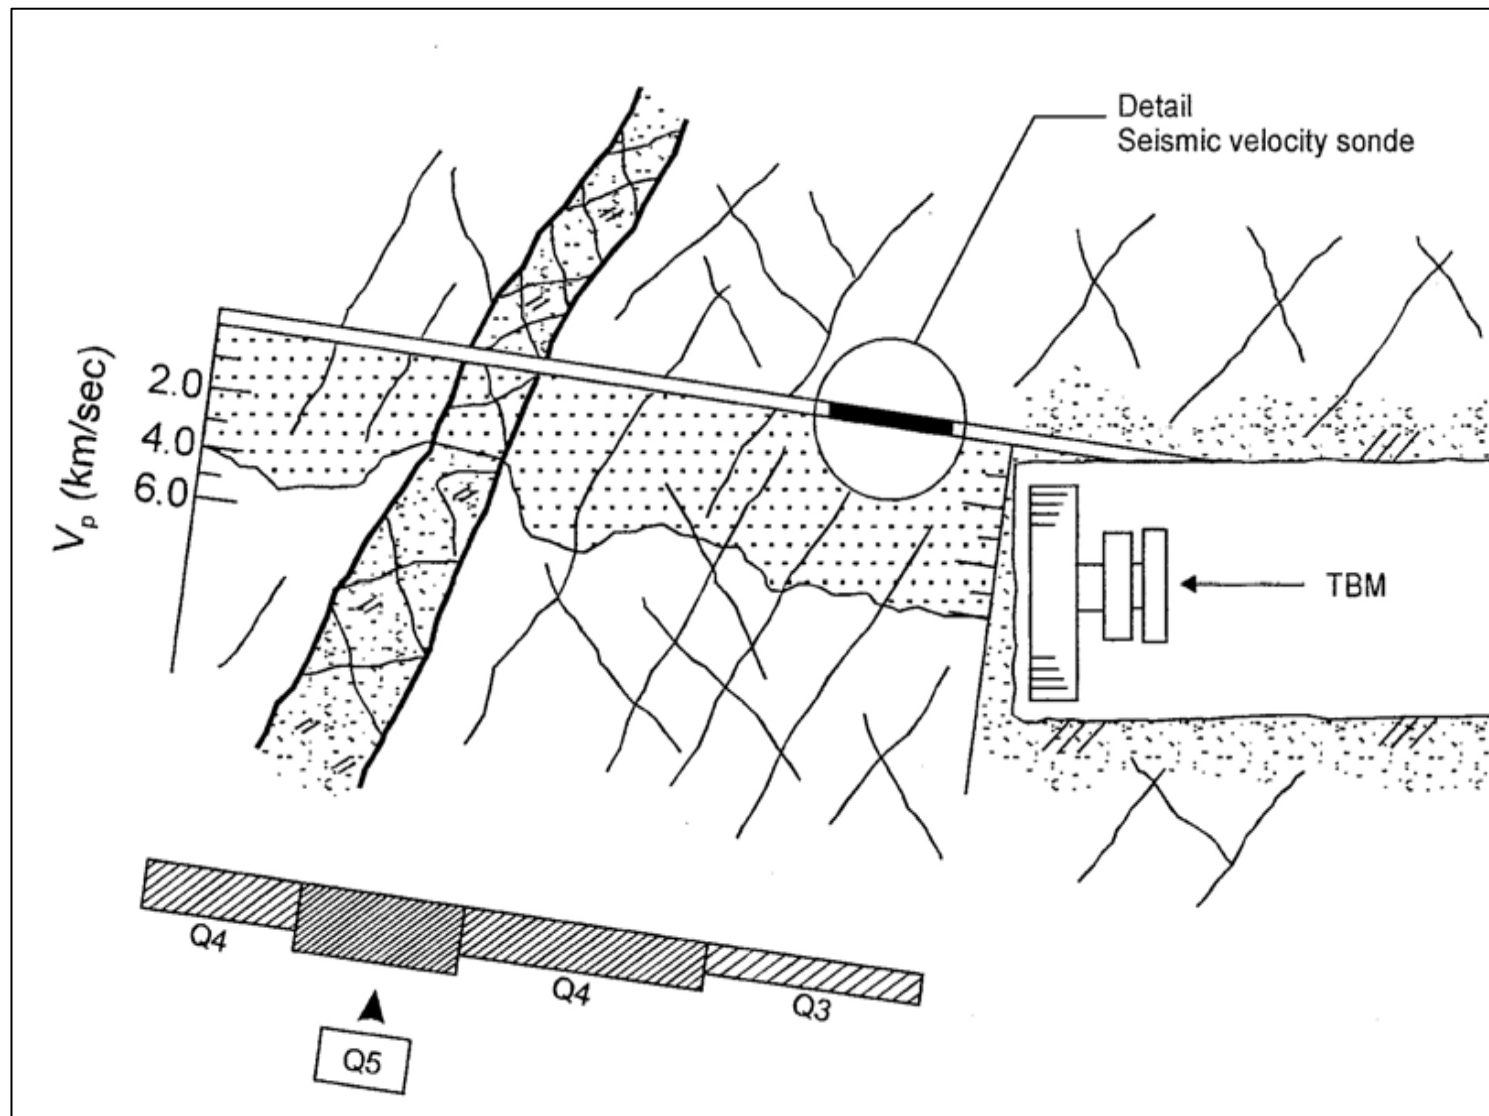 Detail
Seismic velocity sonde
Vp (km/sec)
2.0
4.0
6.0
TBM
Q4
Q4
Q3
Q5